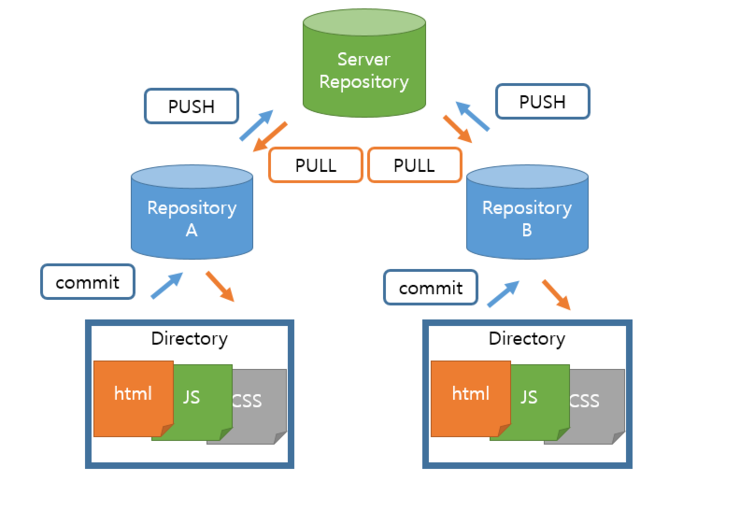 Server
Repository
PUSH
PUSH
PULL
PULL
Repository
A
Repository
B
commit
commit
Directory
html
JS
CSS
Directory
html
JS
CSS